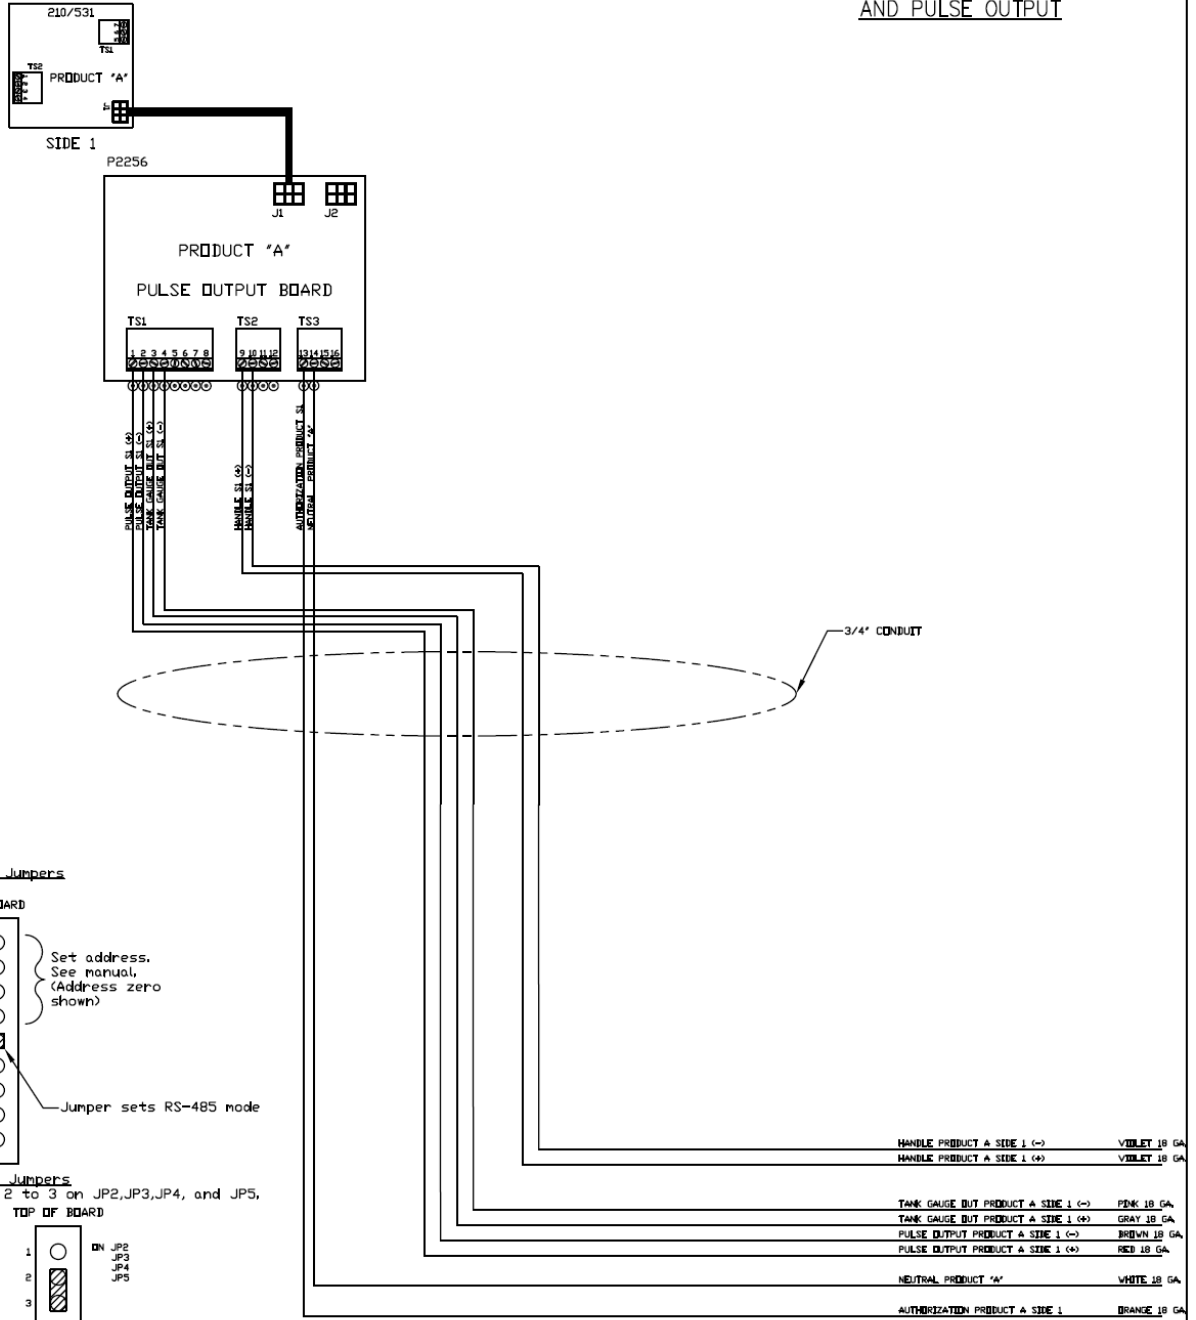 AND PULSE OUTPUT
210/531
TS1
TS2
PRODUCT "A"
J1
SIDE 1
P2256
J1
J2
PRODUCT "A"
PULSE OUTPUT BOARD
TS1
TS2
TS3
1 2 3 4 5 6 7 8
9 10 11 12
13 14 15 16
PULSE OUTPUT S1 (+)
PULSE OUTPUT S1 (-)
TANK GAUGE OUT S1 (+)
TANK GAUGE OUT S1 (-)
HANDLE S1 (+)
HANDLE S1 (-)
AUTHORIZATION PRODUCT S1
NEUTRAL PRODUCT "A"
3/4" CONDUIT
Jumpers
OARD
Set address.
See manual.
(Address zero
shown)
Jumper sets RS-485 mode
Jumpers
2 to 3 on JP2,JP3,JP4, and JP5.
TOP OF BOARD
1
2
3
ON JP2
JP3
JP4
JP5
HANDLE PRODUCT A SIDE 1 (-) VIOLET 18 GA.
HANDLE PRODUCT A SIDE 1 (+) VIOLET 18 GA.
TANK GAUGE OUT PRODUCT A SIDE 1 (-) PINK 18 GA.
TANK GAUGE OUT PRODUCT A SIDE 1 (+) GRAY 18 GA.
PULSE OUTPUT PRODUCT A SIDE 1 (-) BROWN 18 GA.
PULSE OUTPUT PRODUCT A SIDE 1 (+) RED 18 GA.
NEUTRAL PRODUCT "A" WHITE 18 GA.
AUTHORIZATION PRODUCT A SIDE 1 ORANGE 18 GA.